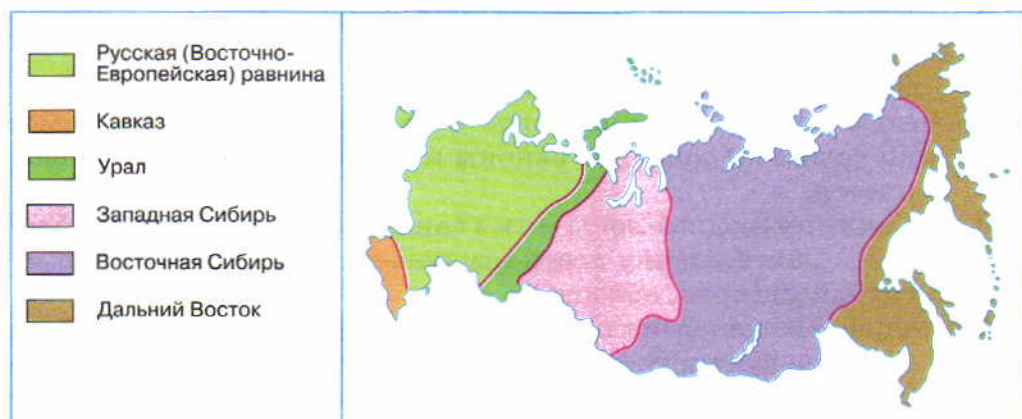 Русская (Восточно-
Европейская) равнина
Кавказ
Урал
Западная Сибирь
Восточная Сибирь
Дальний Восток